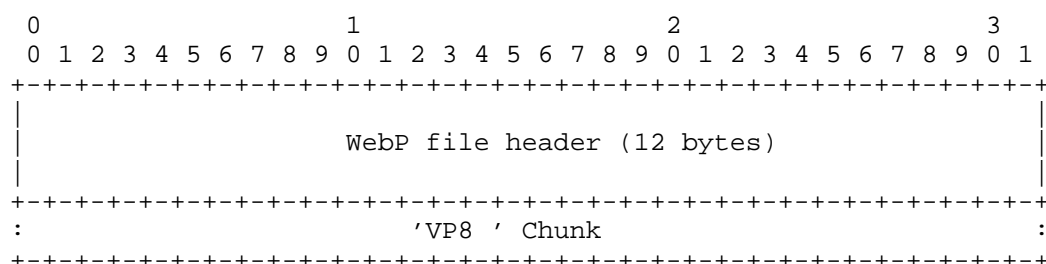 0                   1                   2                   3
 0 1 2 3 4 5 6 7 8 9 0 1 2 3 4 5 6 7 8 9 0 1 2 3 4 5 6 7 8 9 0 1
+-+-+-+-+-+-+-+-+-+-+-+-+-+-+-+-+-+-+-+-+-+-+-+-+-+-+-+-+-+-+-+-+
|                                                               |
|                    WebP file header (12 bytes)                |
|                                                               |
+-+-+-+-+-+-+-+-+-+-+-+-+-+-+-+-+-+-+-+-+-+-+-+-+-+-+-+-+-+-+-+-+
:                        ’VP8 ’ Chunk                           :
+-+-+-+-+-+-+-+-+-+-+-+-+-+-+-+-+-+-+-+-+-+-+-+-+-+-+-+-+-+-+-+-+